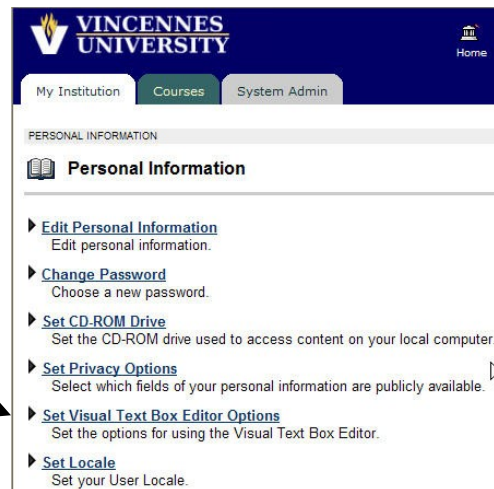 VINCENNES
UNIVERSITY
Home
My Institution Courses System Admin
PERSONAL INFORMATION
Personal Information
Edit Personal Information
Edit personal information.
Change Password
Choose a new password.
Set CD-ROM Drive
Set the CD-ROM drive used to access content on your local computer.
Set Privacy Options
Select which fields of your personal information are publicly available.
Set Visual Text Box Editor Options
Set the options for using the Visual Text Box Editor.
Set Locale
Set your User Locale.